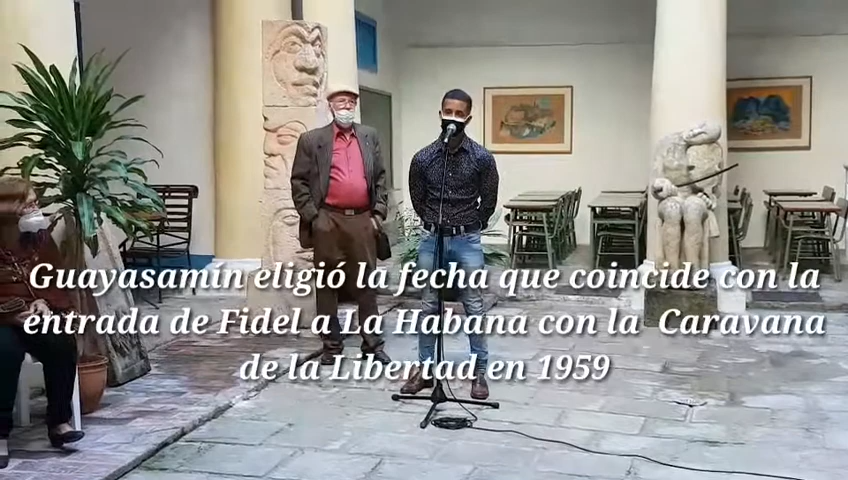 Guayasamín eligió la fecha que coincide con la
entrada de Fidel a La Habana con la Caravana
de la Libertad en 1959